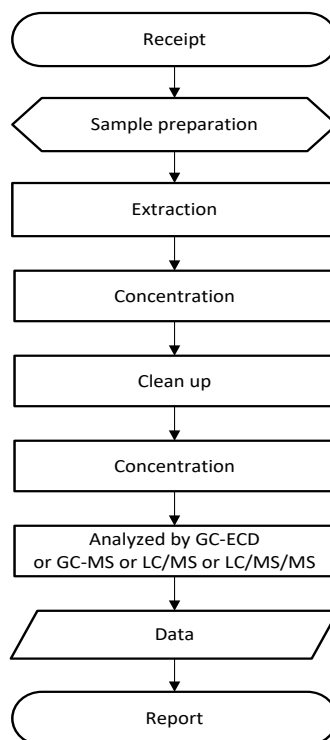 Receipt
Sample preparation
Extraction
Concentration
Clean up
Concentration
Analyzed by GC-ECD
or GC-MS or LC/MS or LC/MS/MS
Data
Report